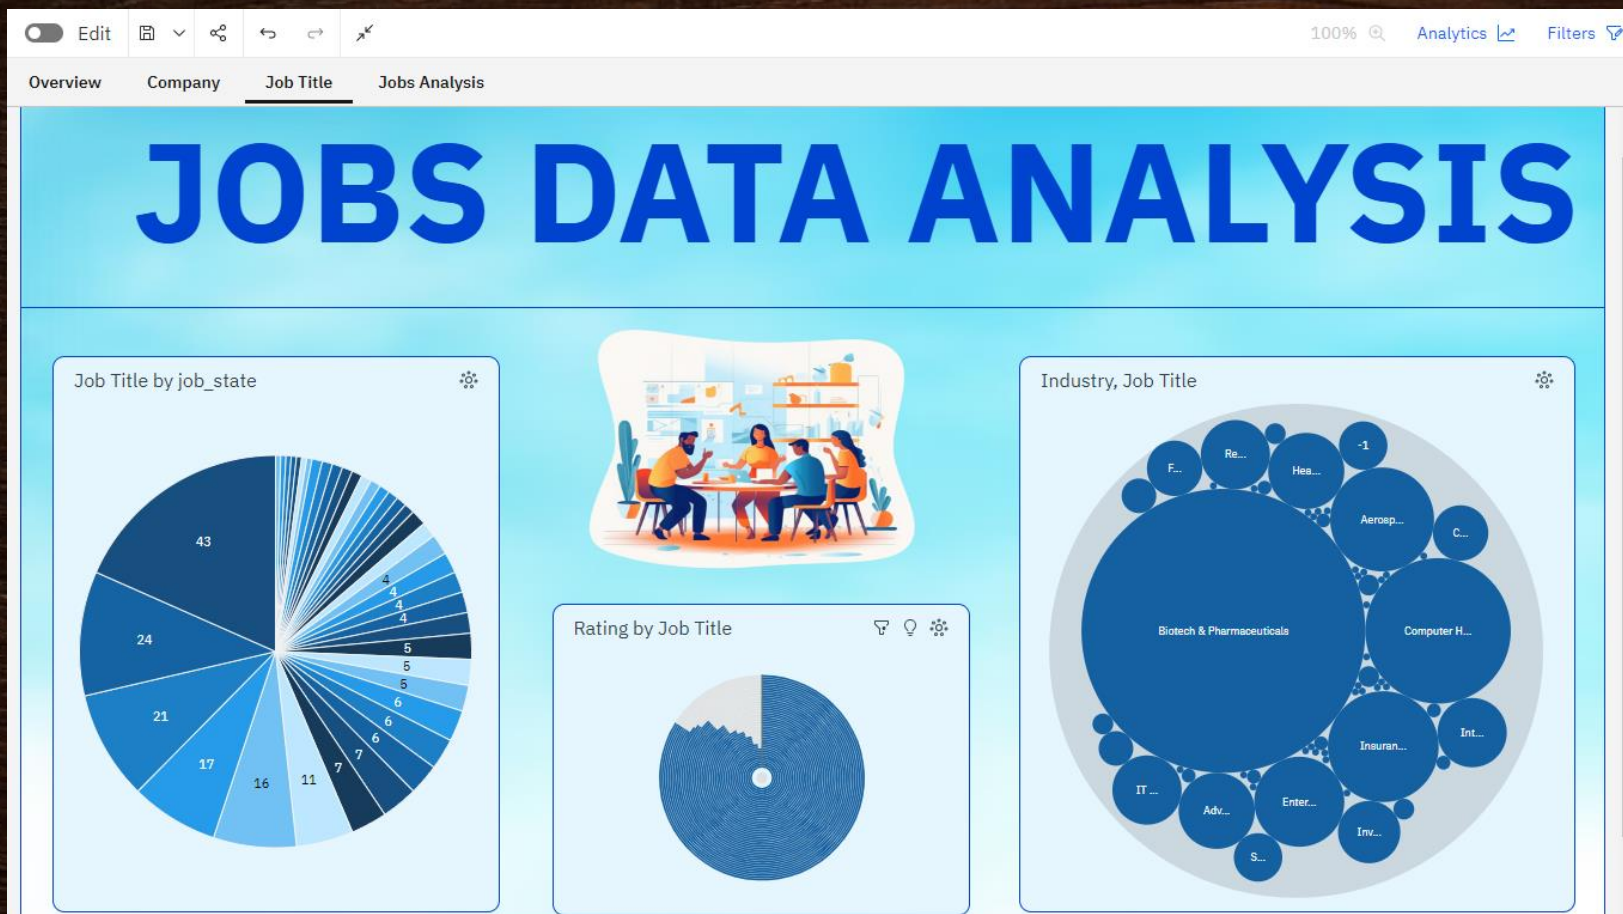 Edit
100%
Analytics
Filters
Overview
Company
Job Title
Jobs Analysis
JOBS DATA ANALYSIS
Job Title by job_state
43
24
21
17
16
11
7
7
6
6
6
5
5
5
4
4
4
4
Rating by Job Title
Industry, Job Title
-1
Re...
F...
Hea...
Aerosp...
C...
Biotech & Pharmaceuticals
Computer H...
Int...
Insuran...
IT ...
Adv...
Enter...
Inv...
S...